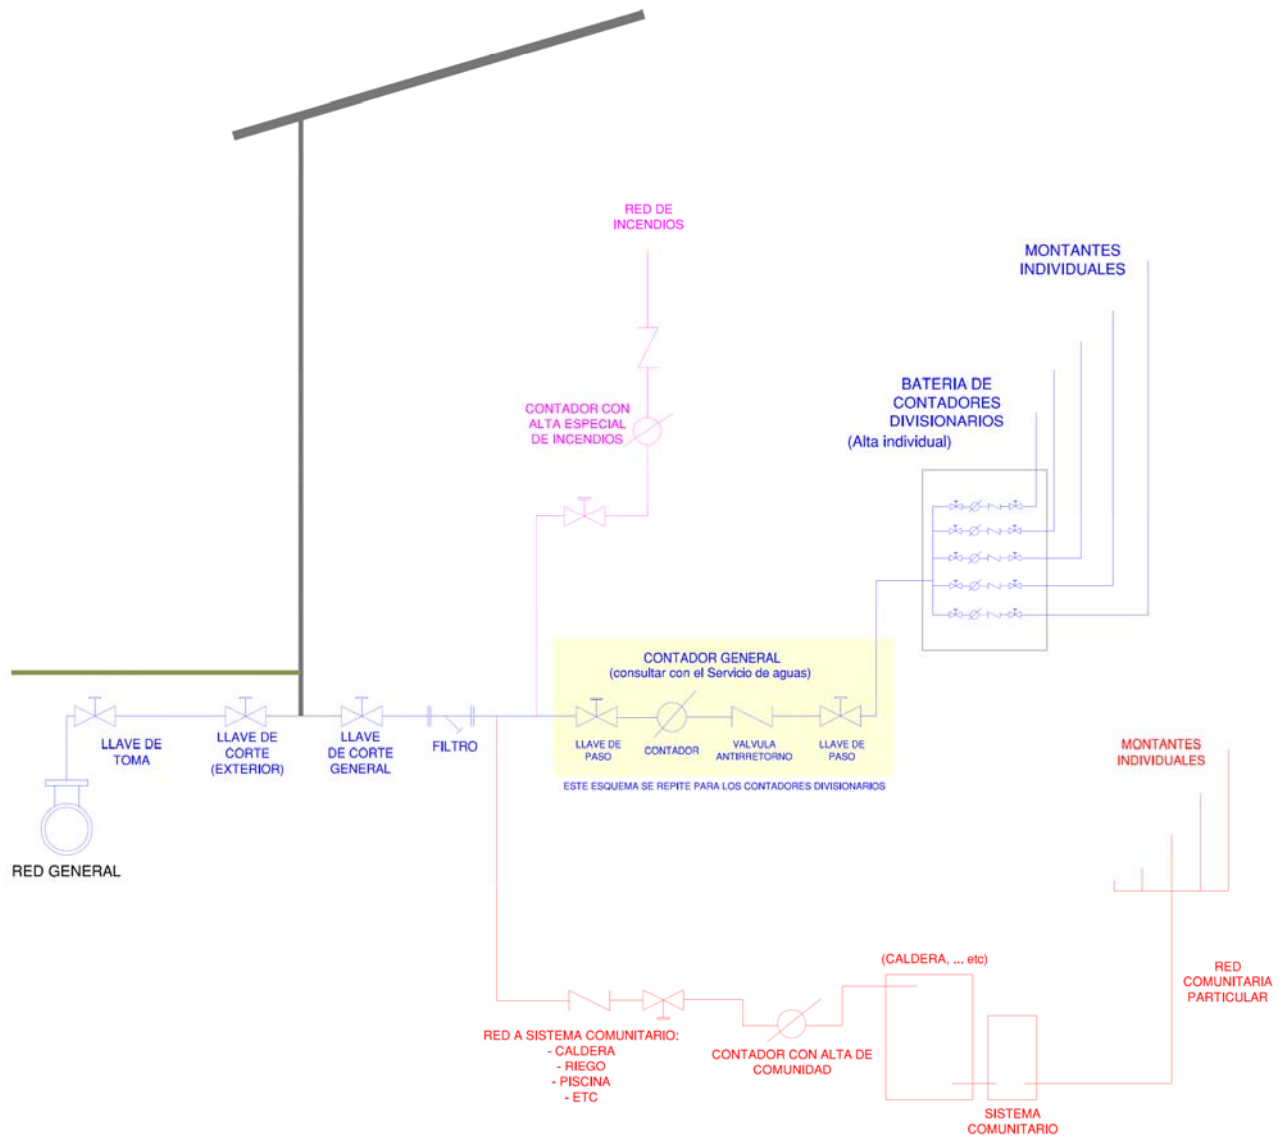 RED DE
INCENDIOS
MONTANTES
INDIVIDUALES
BATERIA DE
CONTADORES
DIVISIONARIOS
(Alta individual)
CONTADOR CON
ALTA ESPECIAL
DE INCENDIOS
CONTADOR GENERAL
(consultar con el Servicio de aguas)
LLAVE DE
TOMA
LLAVE DE
CORTE
(EXTERIOR)
LLAVE
DE CORTE
GENERAL
FILTRO
LLAVE DE
PASO
CONTADOR
VALVULA
ANTIRRETORNO
LLAVE DE
PASO
ESTE ESQUEMA SE REPITE PARA LOS CONTADORES DIVISIONARIOS
RED GENERAL
MONTANTES
INDIVIDUALES
(CALDERA, ... etc)
RED
COMUNITARIA
PARTICULAR
RED A SISTEMA COMUNITARIO:
- CALDERA
- RIEGO
- PISCINA
- ETC
CONTADOR CON ALTA DE
COMUNIDAD
SISTEMA
COMUNITARIO